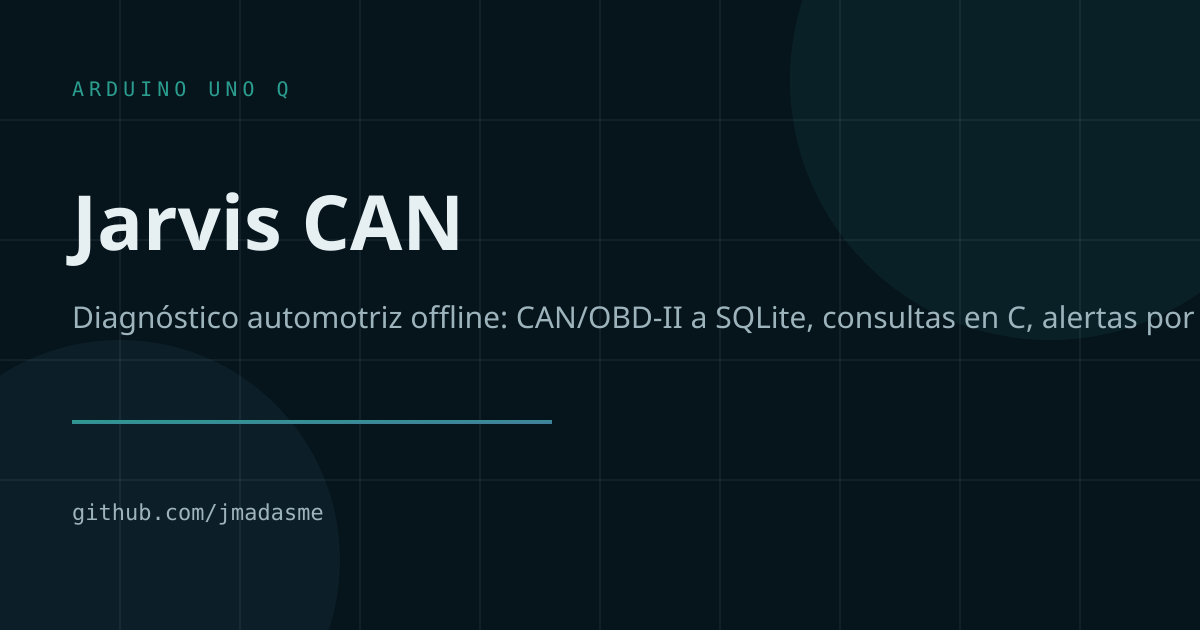 ARDUINO UNO Q
Jarvis CAN
Diagnóstico automotriz offline: CAN/OBD-II a SQLite, consultas en C, alertas por
github.com/jmadasme